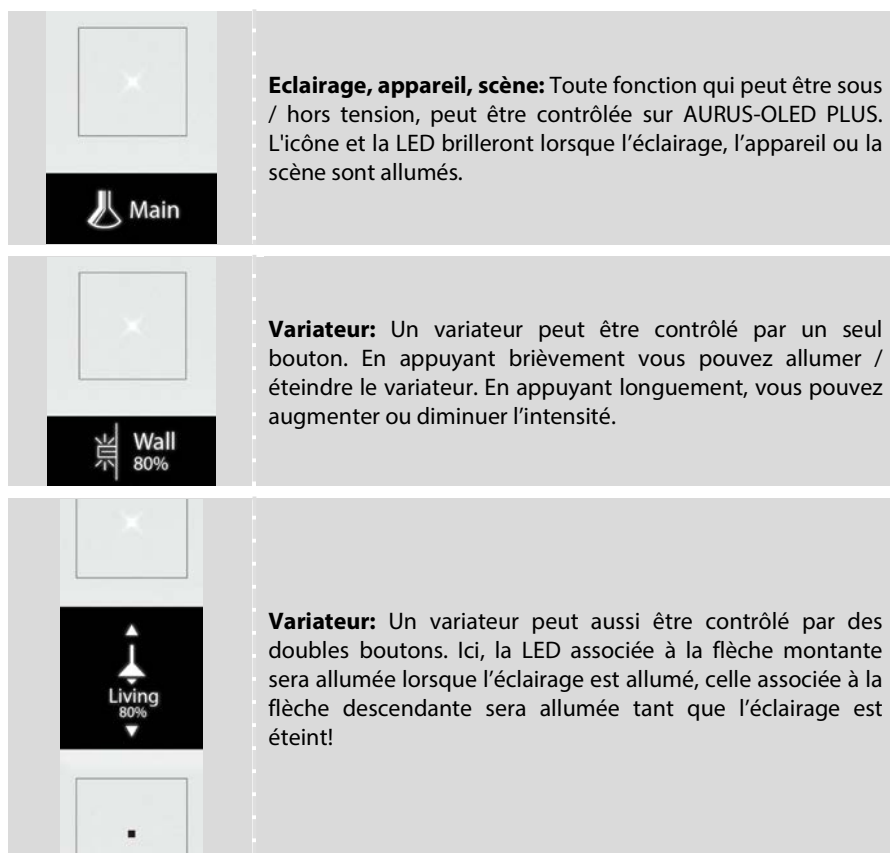 Eclairage, appareil, scène: Toute fonction qui peut être sous
/ hors tension, peut être contrôlée sur AURUS-OLED PLUS.
L'icône et la LED brilleront lorsque l’éclairage, l’appareil ou la
scène sont allumés.
Main
Variateur: Un variateur peut être contrôlé par un seul
bouton. En appuyant brièvement vous pouvez allumer /
éteindre le variateur. En appuyant longuement, vous pouvez
augmenter ou diminuer l’intensité.
Wall
80%
Variateur: Un variateur peut aussi être contrôlé par des
doubles boutons. Ici, la LED associée à la flèche montante
sera allumée lorsque l’éclairage est allumé, celle associée à la
flèche descendante sera allumée tant que l’éclairage est
éteint!
Living
80%